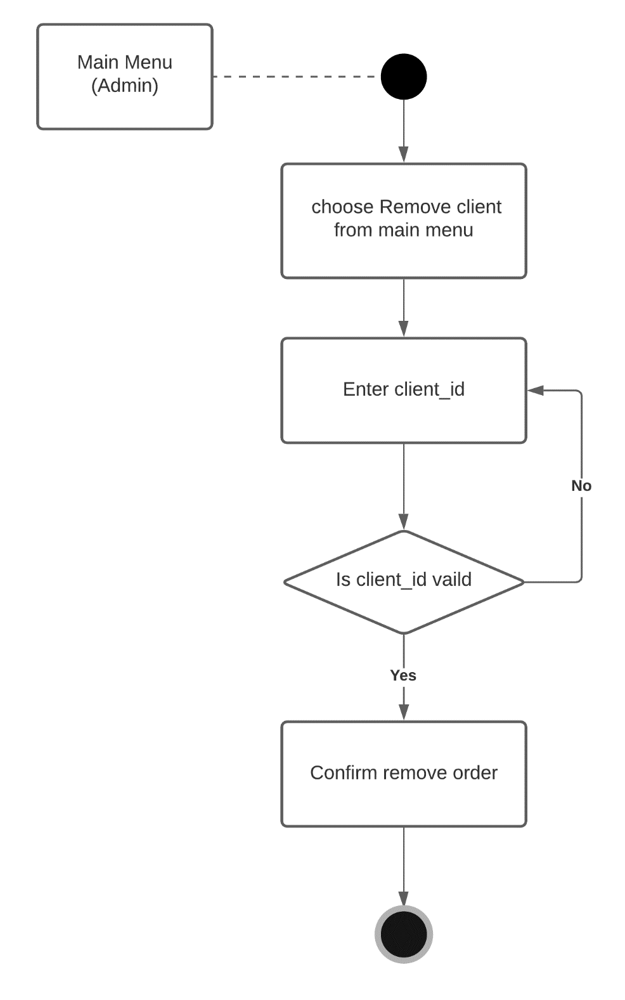 Main Menu
(Admin)
choose Remove client
from main menu
Enter client_id
No
Is client_id vaild
Yes
Confirm remove order